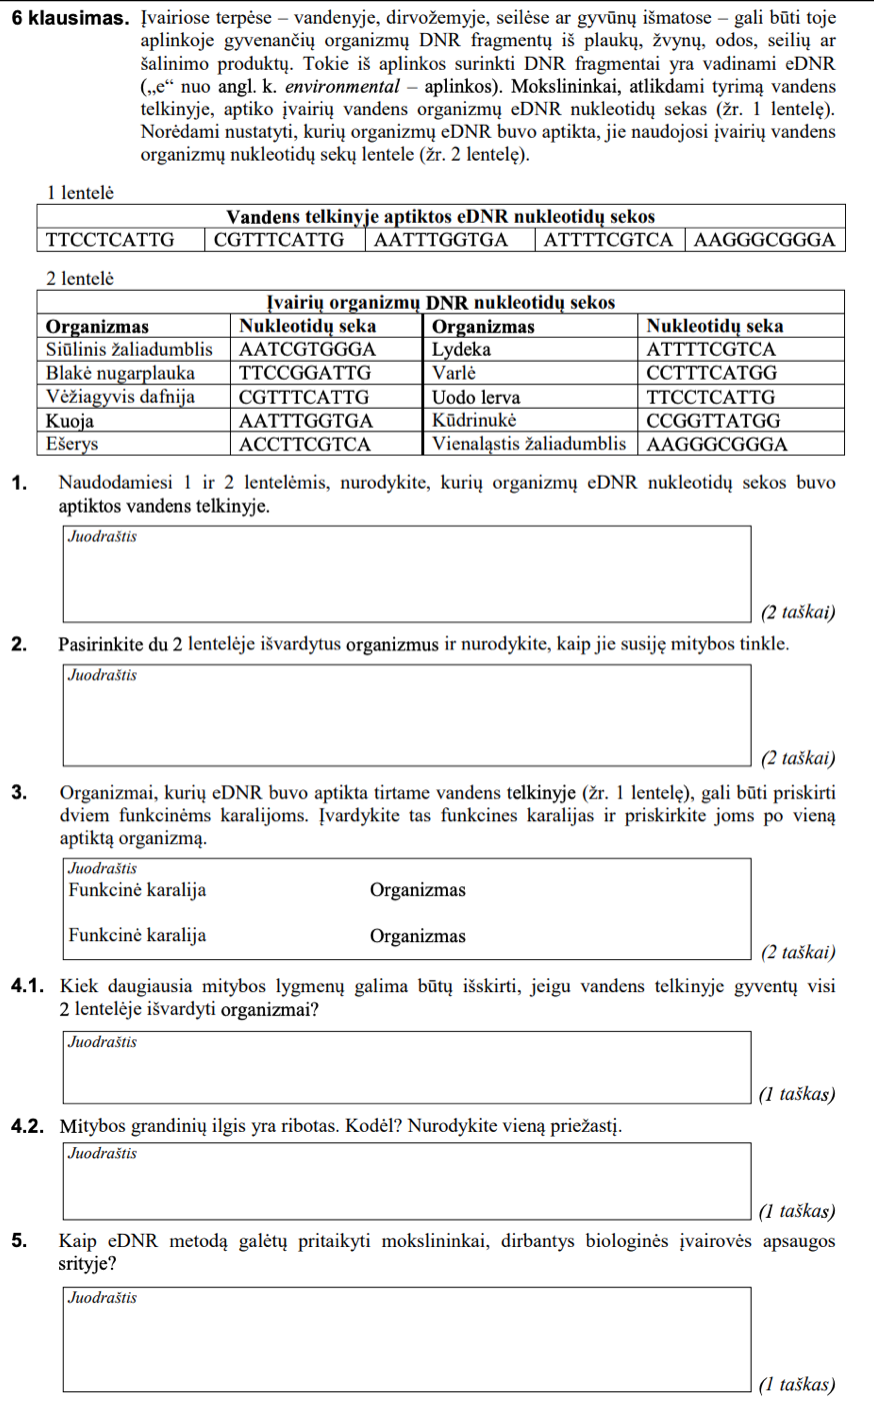 6 klausimas. Įvairiose terpėse – vandenyje, dirvožemyje, seilėse ar gyvūnų išmatose – gali būti toje
aplinkoje gyvenančių organizmų DNR fragmentų iš plaukų, žvynų, odos, seilių ar
šalinimo produktų. Tokie iš aplinkos surinkti DNR fragmentai yra vadinami eDNR
(„e“ nuo angl. k. environmental – aplinkos). Mokslininkai, atlikdami tyrimą vandens
telkinyje, aptiko įvairių vandens organizmų eDNR nukleotidų sekas (žr. 1 lentelę).
Norėdami nustatyti, kurių organizmų eDNR buvo aptikta, jie naudojosi įvairių vandens
organizmų nukleotidų sekų lentele (žr. 2 lentelę).
1 lentelė
Vandens telkinyje aptiktos eDNR nukleotidų sekos
TTCCTCATTG CGTTTCATTG AATTTGGTGA ATTTTCGTCA AAGGGCGGGA
2 lentelė
Įvairių organizmų DNR nukleotidų sekos
Organizmas Nukleotidų seka Organizmas Nukleotidų seka
Siūlinis žaliadumblis AATCGTGGGA Lydeka ATTTTCGTCA
Blakė nugarplauka TTCCGGATTG Varlė CCTTTCATGG
Vėžiagyvis dafnija CGTTTCATTG Uodo lerva TTCCTCATTG
Kuoja AATTTGGTGA Kūdrinukė CCGGTTATGG
Ešerys ACCTTCGTCA Vienaląstis žaliadumblis AAGGGCGGGA
1. Naudodamiesi 1 ir 2 lentelėmis, nurodykite, kurių organizmų eDNR nukleotidų sekos buvo
aptiktos vandens telkinyje.
Juodraštis
(2 taškai)
2. Pasirinkite du 2 lentelėje išvardytus organizmus ir nurodykite, kaip jie susiję mitybos tinkle.
Juodraštis
(2 taškai)
3. Organizmai, kurių eDNR buvo aptikta tirtame vandens telkinyje (žr. 1 lentelę), gali būti priskirti
dviem funkcinėms karalijoms. Įvardykite tas funkcines karalijas ir priskirkite joms po vieną
aptiktą organizmą.
Juodraštis
Funkcinė karalija Organizmas
Funkcinė karalija Organizmas
(2 taškai)
4.1. Kiek daugiausia mitybos lygmenų galima būtų išskirti, jeigu vandens telkinyje gyventų visi
2 lentelėje išvardyti organizmai?
Juodraštis
(1 taškas)
4.2. Mitybos grandinių ilgis yra ribotas. Kodėl? Nurodykite vieną priežastį.
Juodraštis
(1 taškas)
5. Kaip eDNR metodą galėtų pritaikyti mokslininkai, dirbantys biologinės įvairovės apsaugos
srityje?
Juodraštis
(1 taškas)